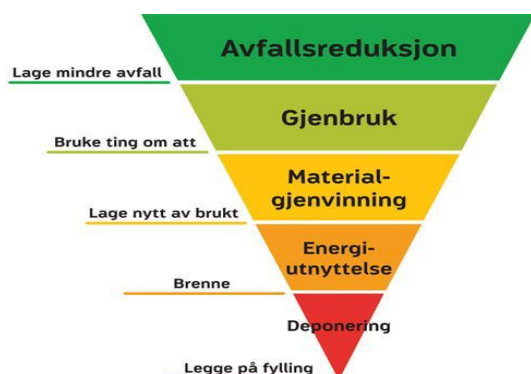 Avfallsreduksjon
Lage mindre avfall
Gjenbruk
Bruke ting om att
Material-
gjenvinning
Lage nytt av brukt
Energi-
utnyttelse
Brenne
Deponering
Legge på fylling